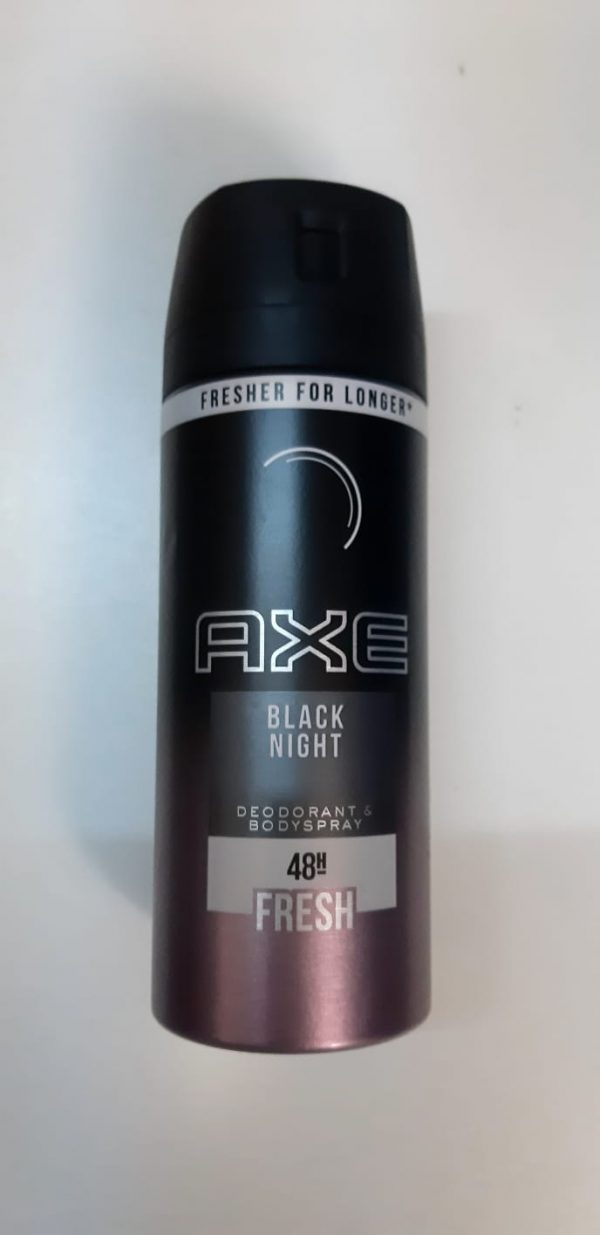 FRESHER FOR LONGER*
AXE
BLACK
NIGHT
DEODORANT &
BODYSPRAY
48H
FRESH